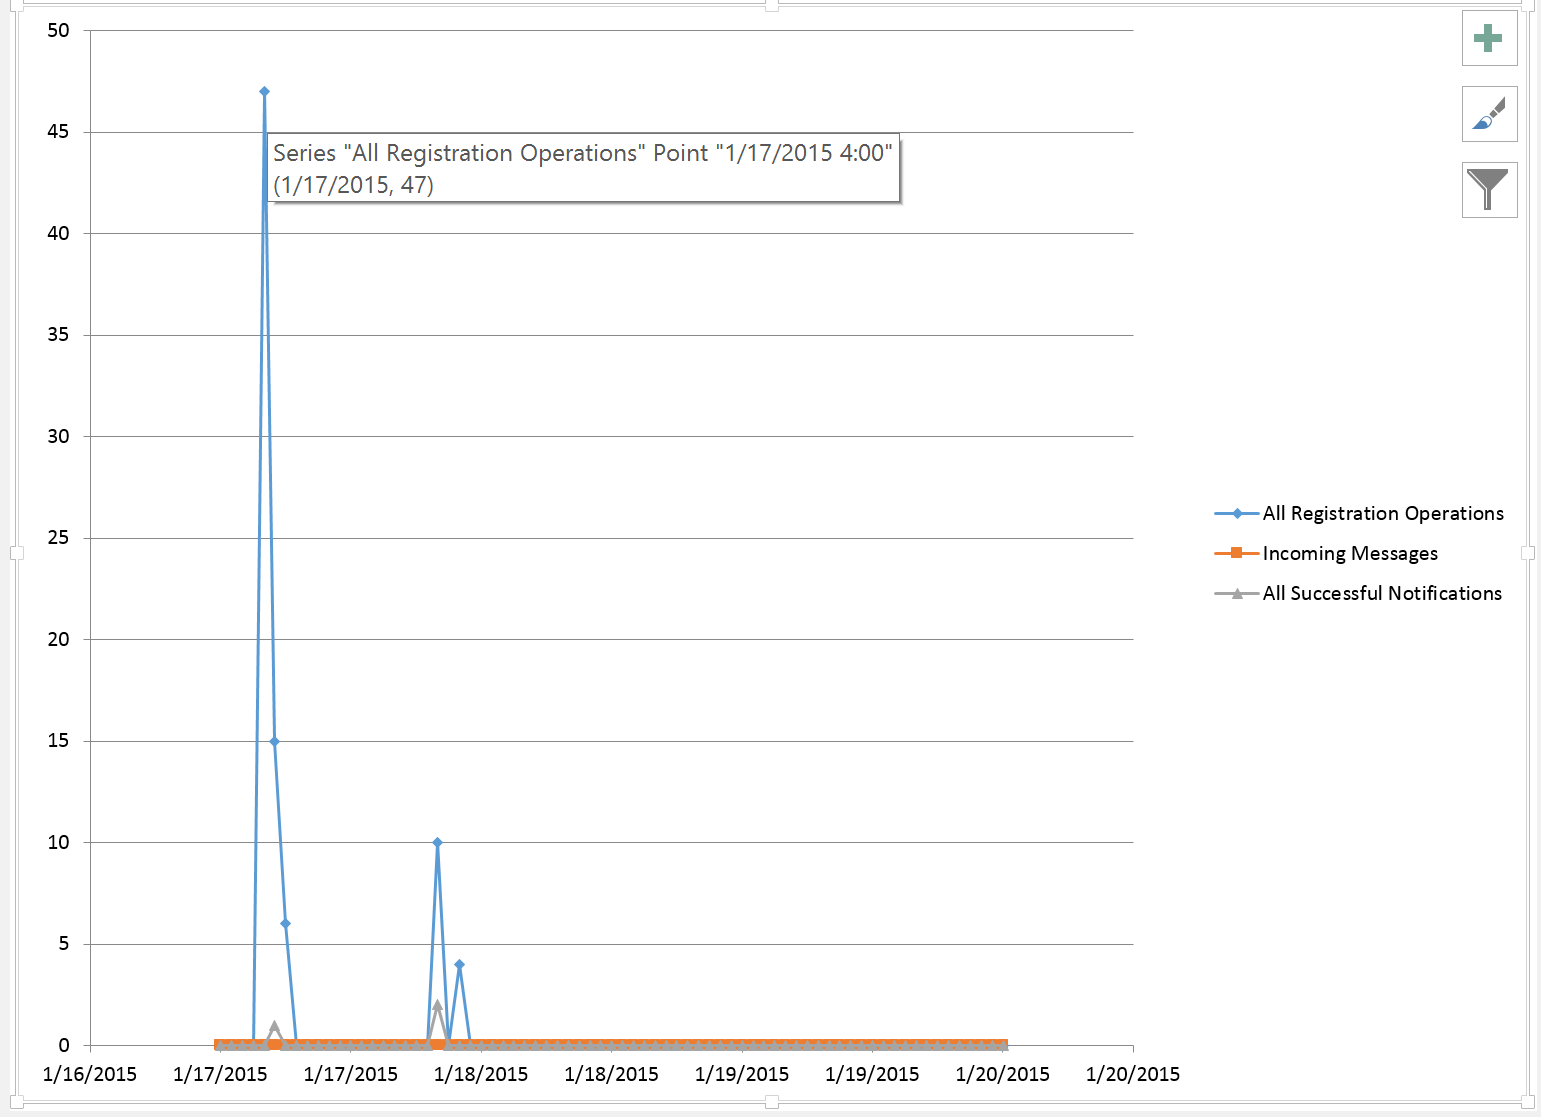 50
45
Series "All Registration Operations" Point "1/17/2015 4:00"
(1/17/2015, 47)
40
35
30
25
All Registration Operations
Incoming Messages
All Successful Notifications
20
15
10
5
0
1/16/2015 1/17/2015 1/17/2015 1/18/2015 1/18/2015 1/19/2015 1/19/2015 1/20/2015 1/20/2015